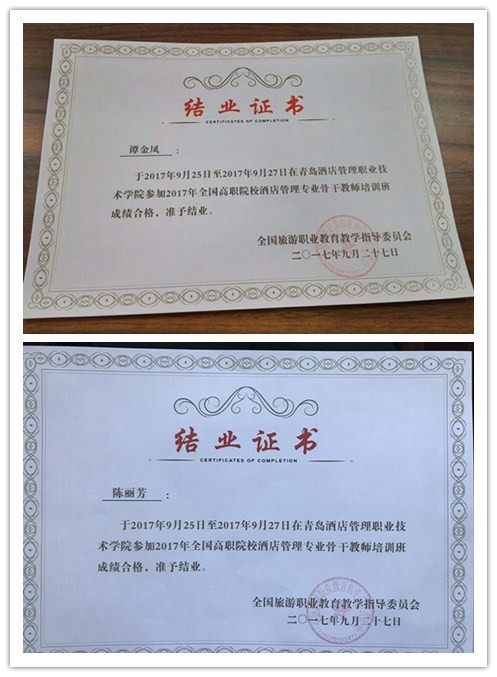 结业证书
CERTIFICATES OF COMPLETION
谭金凤：
于2017年9月25日至2017年9月27日在青岛酒店管理职业技
术学院参加2017年全国高职院校酒店管理专业骨干教师培训班
成绩合格，准予结业。
全国旅游职业教育教学指导委员会
二〇一七年九月二十七日
结业证书
CERTIFICATES OF COMPLETION
陈丽芳：
于2017年9月25日至2017年9月27日在青岛酒店管理职业技
术学院参加2017年全国高职院校酒店管理专业骨干教师培训班
成绩合格，准予结业。
全国旅游职业教育教学指导委员会
二〇一七年九月二十七日